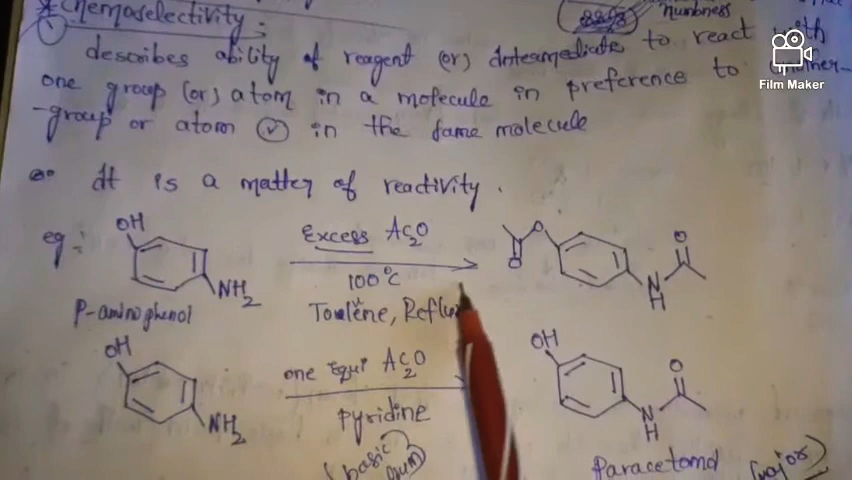 * Chemoselectivity:
numbness
describes ability of reagent (or) Intermediate to react with
one group (or) atom in a molecule in preference to another-
-group or atom in the same molecule
It is a matter of reactivity.
eg:
OH
NH2
P-aminophenol
Excess Ac2O
100°C
Toulene, Reflux
O
O
O
N
H
OH
NH2
one Equi Ac2O
Pyridine
(basic
OH
O
N
H
Paracetamol (major)
Film Maker